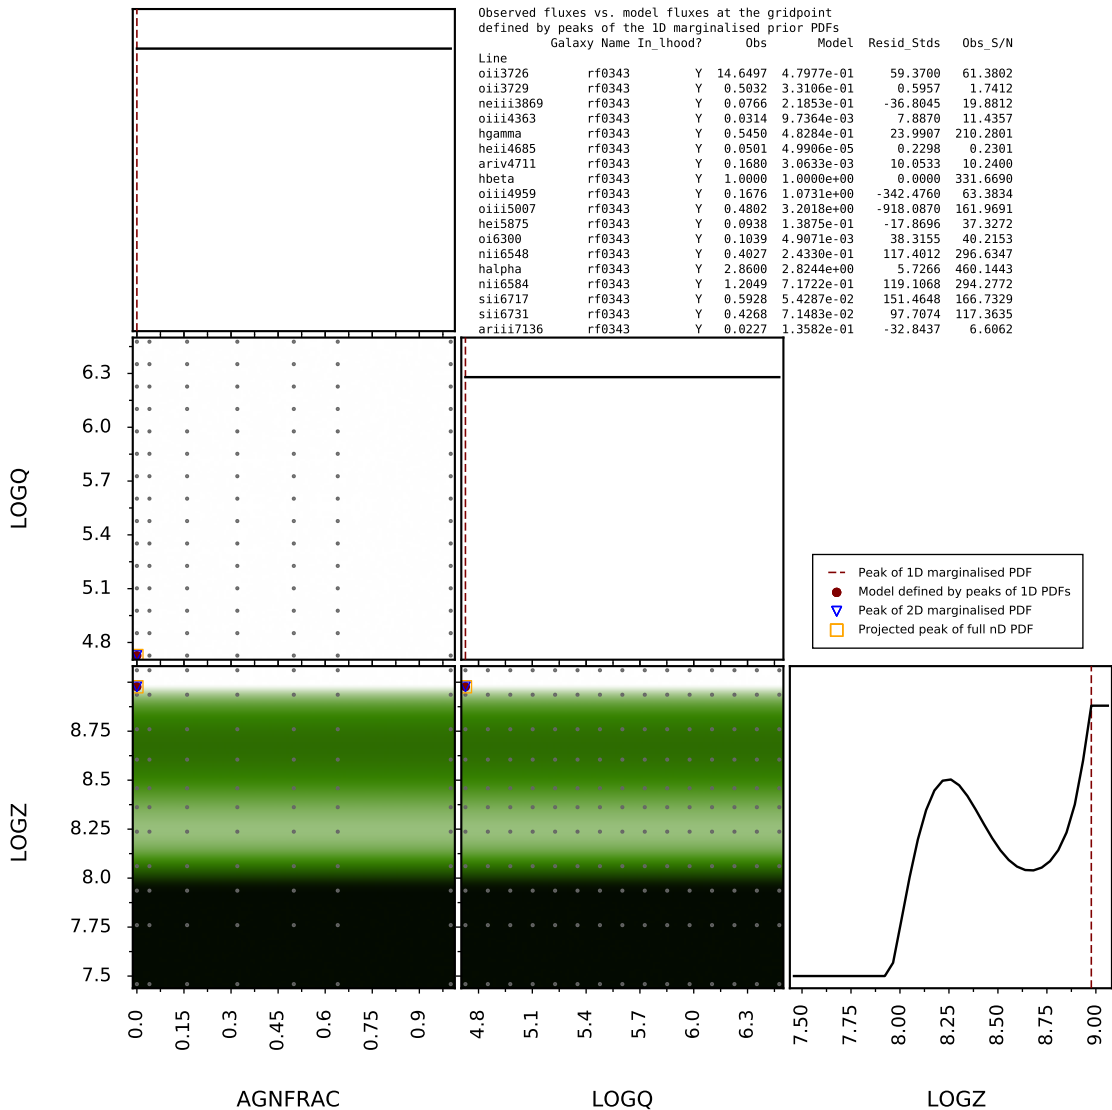 Observed fluxes vs. model fluxes at the gridpoint
defined by peaks of the 1D marginalised prior PDFs
Galaxy Name In_lhood? Obs Model Resid_Stds Obs_S/N
Line
oii3726 rf0343 Y 14.6497 4.7977e-01 59.3700 61.3802
oii3729 rf0343 Y 0.5032 3.3106e-01 0.5957 1.7412
neiii3869 rf0343 Y 0.0766 2.1853e-01 -36.8045 19.8812
oiii4363 rf0343 Y 0.0314 9.7364e-03 7.8870 11.4357
hgamma rf0343 Y 0.5450 4.8284e-01 23.9907 210.2801
heii4685 rf0343 Y 0.0501 4.9906e-05 0.2298 0.2301
ariv4711 rf0343 Y 0.1680 3.0633e-03 10.0533 10.2400
hbeta rf0343 Y 1.0000 1.0000e+00 0.0000 331.6690
oiii4959 rf0343 Y 0.1676 1.0731e+00 -342.4760 63.3834
oiii5007 rf0343 Y 0.4802 3.2018e+00 -918.0870 161.9691
hei5875 rf0343 Y 0.0938 1.3875e-01 -17.8696 37.3272
oi6300 rf0343 Y 0.1039 4.9071e-03 38.3155 40.2153
nii6548 rf0343 Y 0.4027 2.4330e-01 117.4012 296.6347
halpha rf0343 Y 2.8600 2.8244e+00 5.7266 460.1443
nii6584 rf0343 Y 1.2049 7.1722e-01 119.1068 294.2772
sii6717 rf0343 Y 0.5928 5.4287e-02 151.4648 166.7329
sii6731 rf0343 Y 0.4268 7.1483e-02 97.7074 117.3635
ariii7136 rf0343 Y 0.0227 1.3582e-01 -32.8437 6.6062
LOGQ
6.3
6.0
5.7
5.4
5.1
4.8
Peak of 1D marginalised PDF
Model defined by peaks of 1D PDFs
Peak of 2D marginalised PDF
Projected peak of full nD PDF
LOGZ
8.75
8.5
8.25
8.0
7.75
7.5
0.0 0.15 0.3 0.45 0.6 0.75 0.9
4.8 5.1 5.4 5.7 6.0 6.3
7.50 7.75 8.00 8.25 8.50 8.75 9.00
AGNFRAC
LOGQ
LOGZ